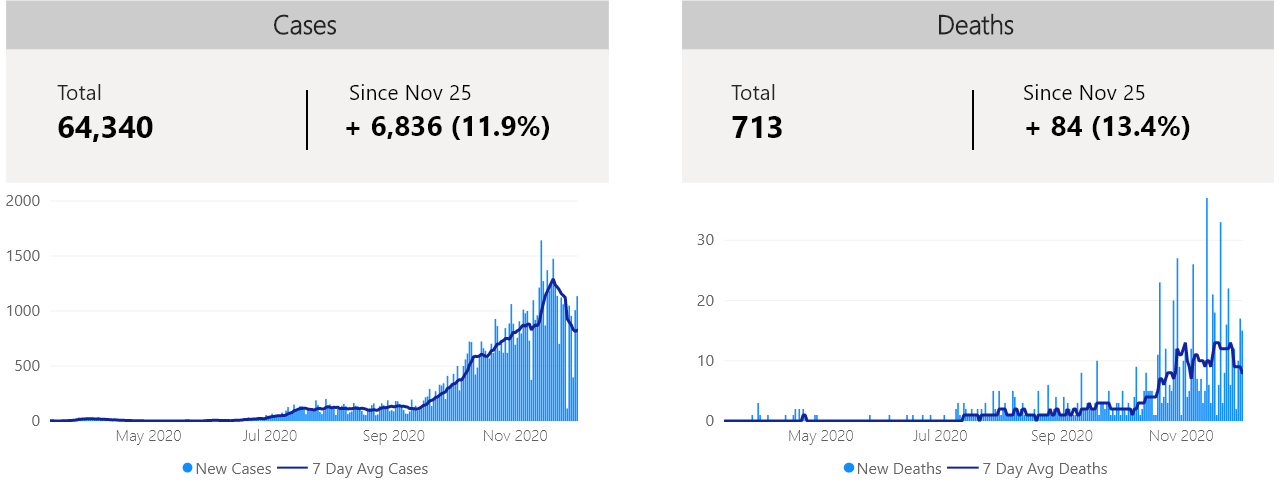 Cases
Total
64,340
Since Nov 25
+ 6,836 (11.9%)
2000
1500
1000
500
0
May 2020 Jul 2020 Sep 2020 Nov 2020
New Cases 7 Day Avg Cases
Deaths
Total
713
Since Nov 25
+ 84 (13.4%)
30
20
10
0
May 2020 Jul 2020 Sep 2020 Nov 2020
New Deaths 7 Day Avg Deaths